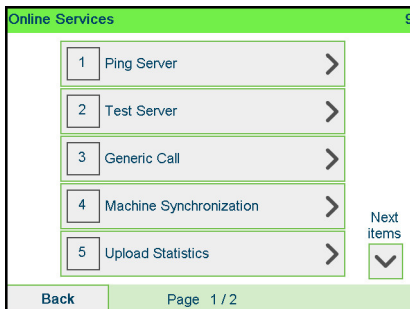 Online Services 9
1 Ping Server
2 Test Server
3 Generic Call
4 Machine Synchronization
5 Upload Statistics
Next
items
Back Page 1/2